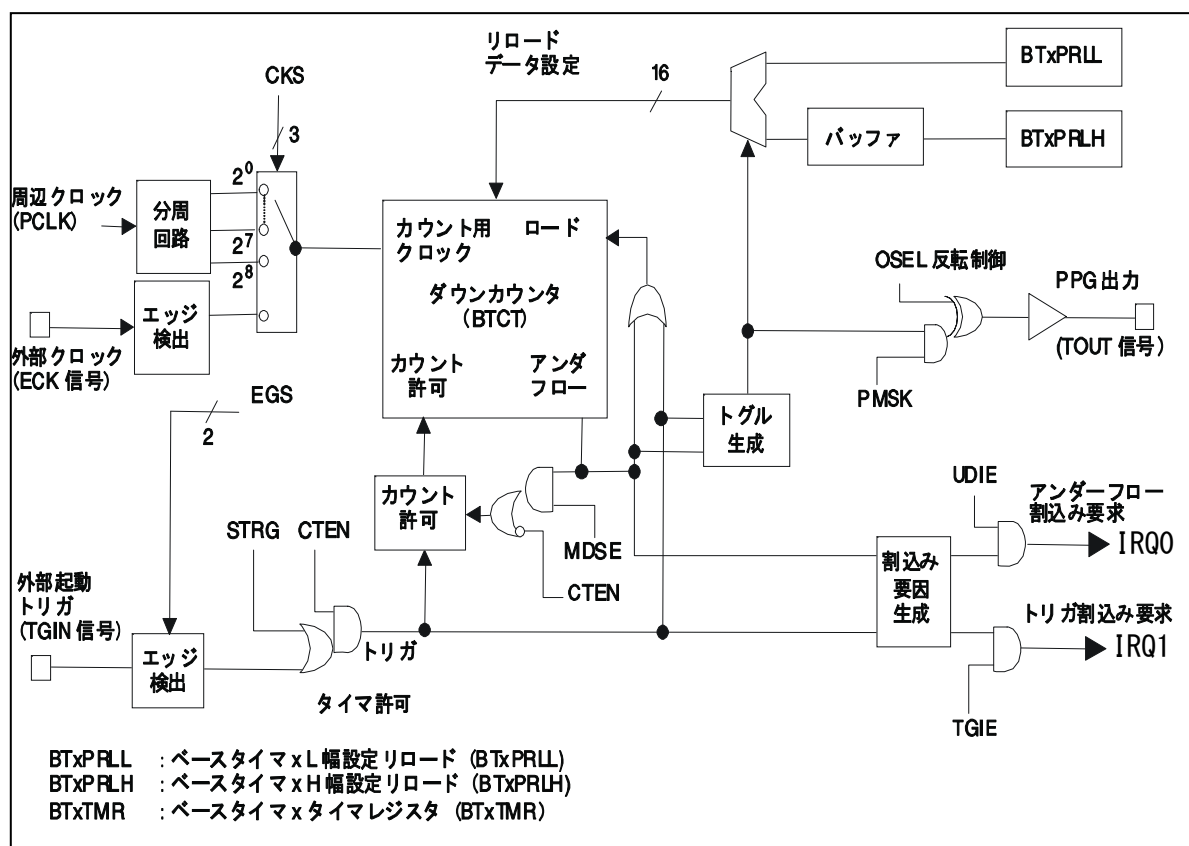 リロード
データ設定
16
BTxPRLL
バッファ
BTxPRLH
CKS
3
周辺クロック
(PCLK)
分周
回路
2⁰
2⁷
2⁸
エッジ
検出
外部クロック
(ECK 信号)
カウント用
クロック
ロード
ダウンカウンタ
(BTCT)
カウント
許可
アンダ
フロー
OSEL 反転制御
PPG 出力
(TOUT 信号)
PMSK
EGS
2
トグル
生成
カウント
許可
MDSE
CTEN
STRG
CTEN
外部起動
トリガ
(TGIN 信号)
エッジ
検出
トリガ
タイマ許可
UDIE
アンダーフロー
割込み要求
IRQ0
割込み
要因
生成
トリガ割込み要求
IRQ1
TGIE
BTxPRLL : ベースタイマ x L 幅設定リロード (BTxPRLL)
BTxPRLH : ベースタイマ x H 幅設定リロード (BTxPRLH)
BTxTMR : ベースタイマ x タイマレジスタ (BTxTMR)